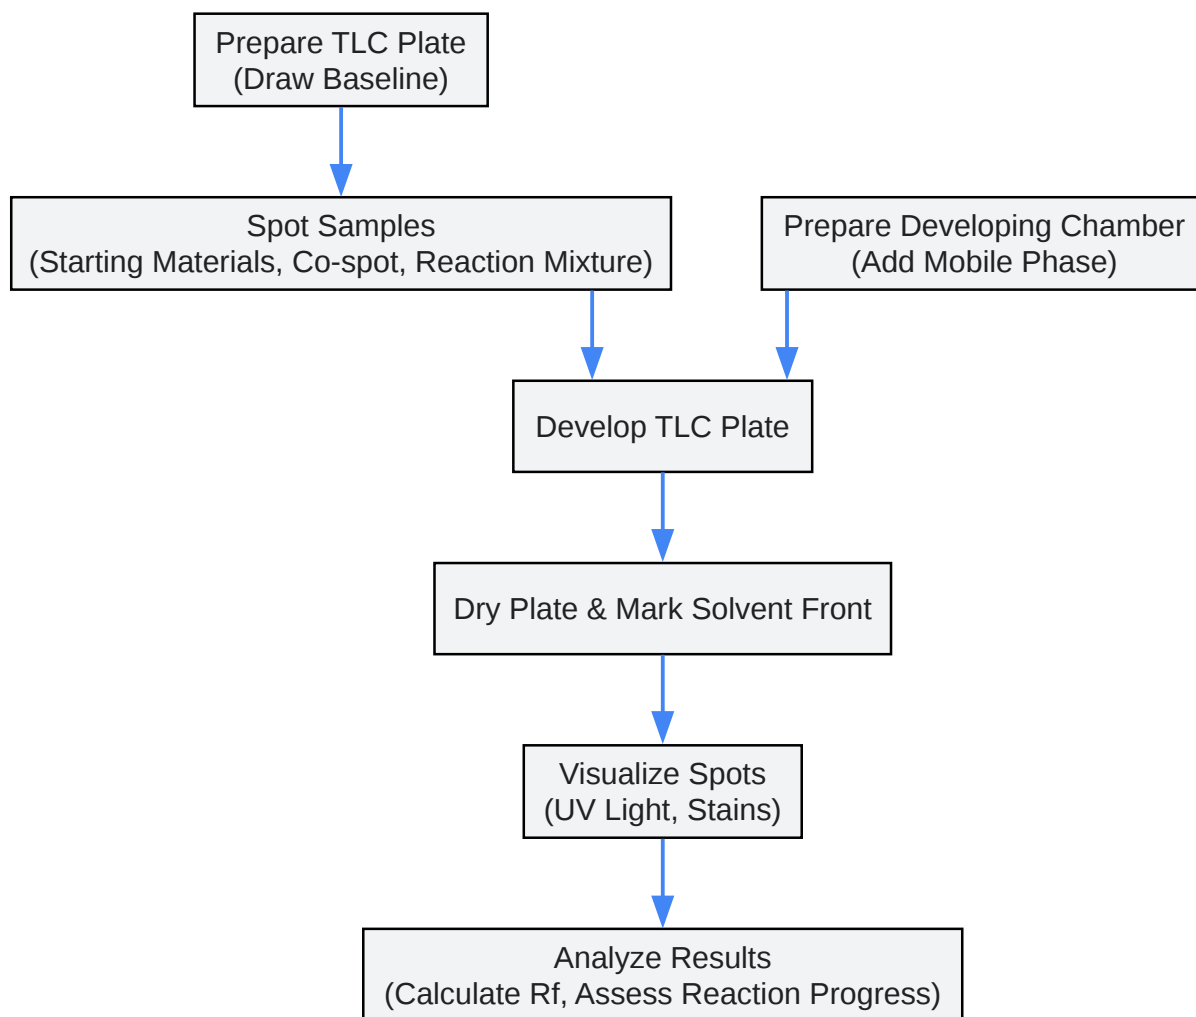 Prepare TLC Plate
(Draw Baseline)
Spot Samples
(Starting Materials, Co-spot, Reaction Mixture)
Prepare Developing Chamber
(Add Mobile Phase)
Develop TLC Plate
Dry Plate & Mark Solvent Front
Visualize Spots
(UV Light, Stains)
Analyze Results
(Calculate Rf, Assess Reaction Progress)